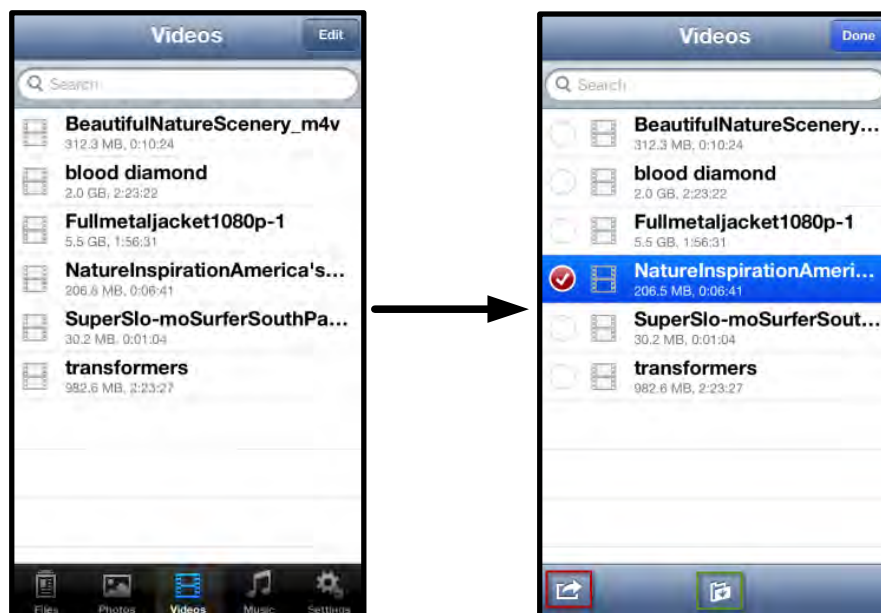 Videos
Edit
Search
BeautifulNatureScenery_m4v
312.3 MB, 0:10:24
blood diamond
2.0 GB, 2:23:22
Fullmetaljacket1080p-1
5.5 GB, 1:56:31
NatureInspirationAmerica's...
206.5 MB, 0:06:41
SuperSlo-moSurferSouthPa...
30.2 MB, 0:01:04
transformers
982.6 MB, 2:23:27
Files
Photos
Videos
Music
Settings
Videos
Done
Search
BeautifulNatureScenery...
312.3 MB, 0:10:24
blood diamond
2.0 GB, 2:23:22
Fullmetaljacket1080p-1
5.5 GB, 1:56:31
NatureInspirationAmeri...
206.5 MB, 0:06:41
SuperSlo-moSurferSout...
30.2 MB, 0:01:04
transformers
982.6 MB, 2:23:27